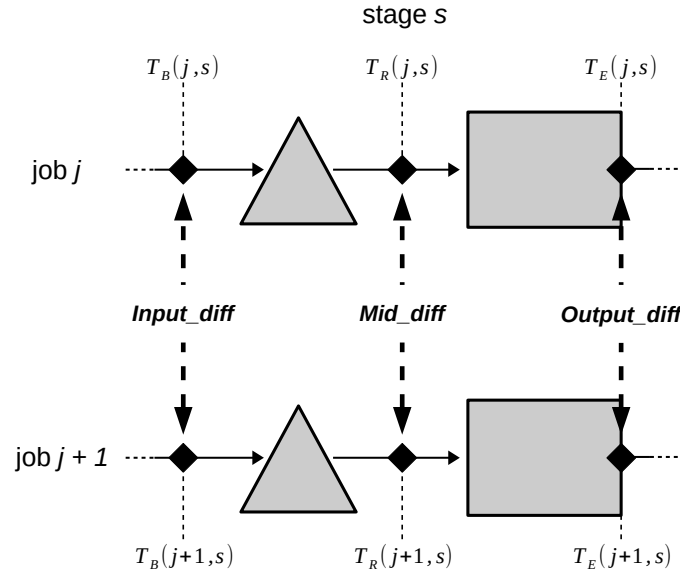 stage s
T_B(j,s) T_R(j,s) T_E(j,s)
job j
Input_diff Mid_diff Output_diff
job j + 1
T_B(j+1,s) T_R(j+1,s) T_E(j+1,s)